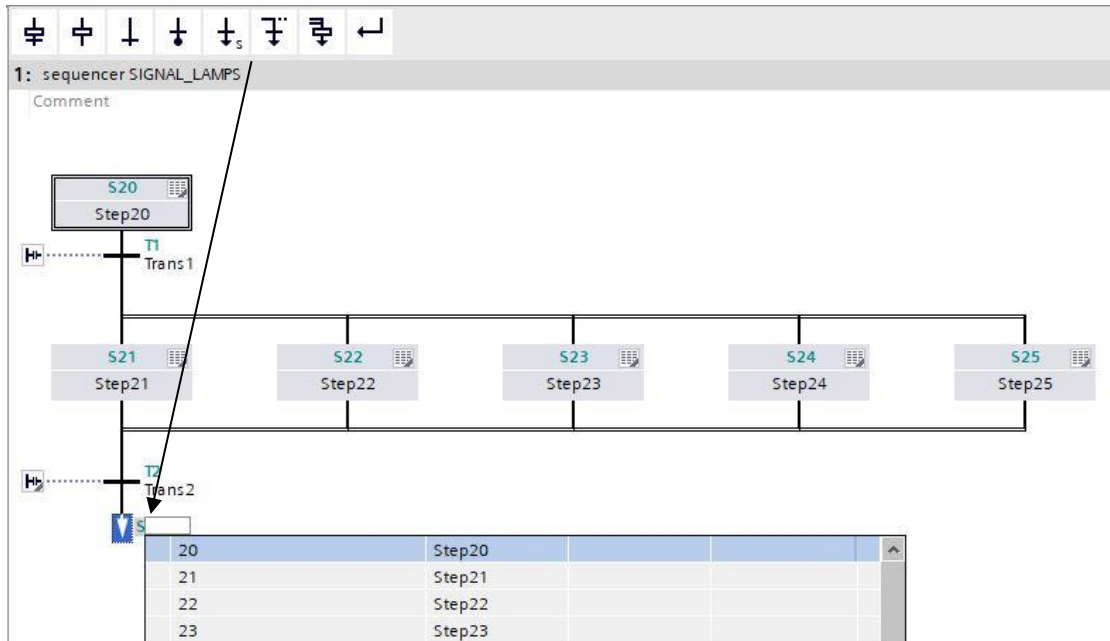 S
1: sequencer SIGNAL_LAMPS
Comment
S20
Step20
T1
Trans1
S21 S22 S23 S24 S25
Step21 Step22 Step23 Step24 Step25
T2
Trans2
S
20 Step20
21 Step21
22 Step22
23 Step23